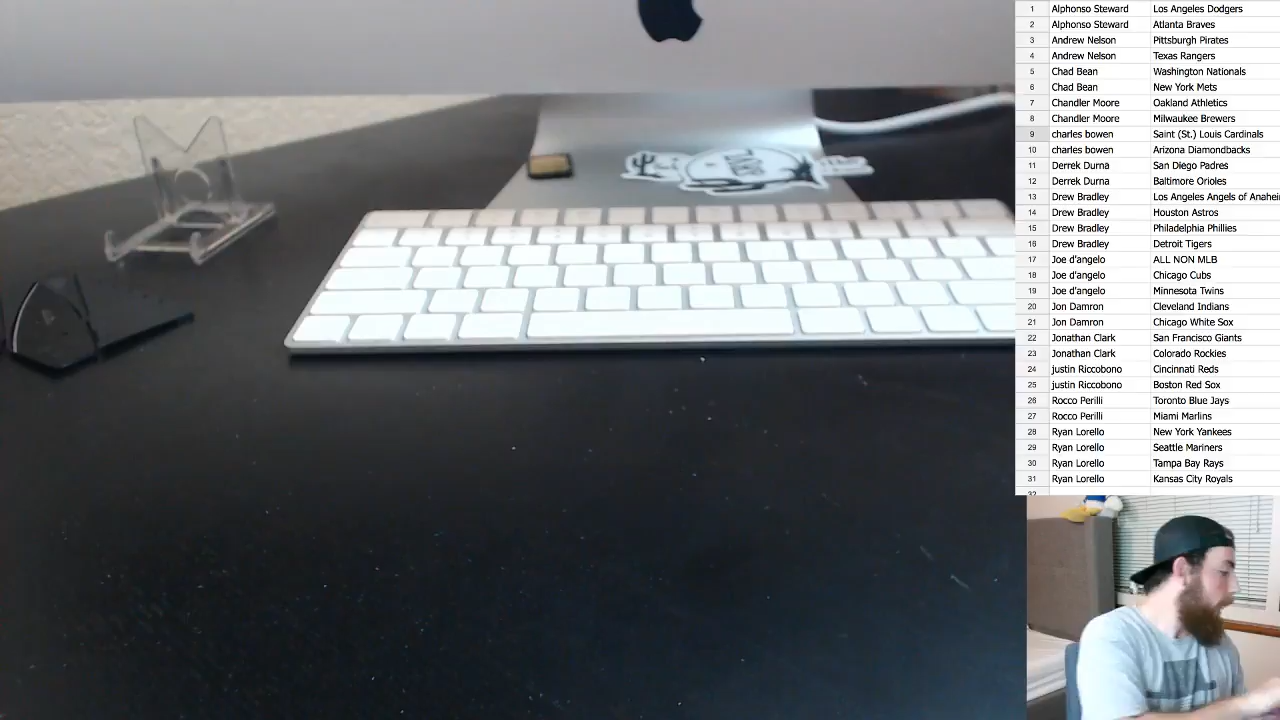 1 Alphonso Steward Los Angeles Dodgers
2 Alphonso Steward Atlanta Braves
3 Andrew Nelson Pittsburgh Pirates
4 Andrew Nelson Texas Rangers
5 Chad Bean Washington Nationals
6 Chad Bean New York Mets
7 Chandler Moore Oakland Athletics
8 Chandler Moore Milwaukee Brewers
9 charles bowen Saint (St.) Louis Cardinals
10 charles bowen Arizona Diamondbacks
11 Derrek Durna San Diego Padres
12 Derrek Durna Baltimore Orioles
13 Drew Bradley Los Angeles Angels of Anahei
14 Drew Bradley Houston Astros
15 Drew Bradley Philadelphia Phillies
16 Drew Bradley Detroit Tigers
17 Joe d'angelo ALL NON MLB
18 Joe d'angelo Chicago Cubs
19 Joe d'angelo Minnesota Twins
20 Jon Damron Cleveland Indians
21 Jon Damron Chicago White Sox
22 Jonathan Clark San Francisco Giants
23 Jonathan Clark Colorado Rockies
24 justin Riccobono Cincinnati Reds
25 justin Riccobono Boston Red Sox
26 Rocco Perilli Toronto Blue Jays
27 Rocco Perilli Miami Marlins
28 Ryan Lorello New York Yankees
29 Ryan Lorello Seattle Mariners
30 Ryan Lorello Tampa Bay Rays
31 Ryan Lorello Kansas City Royals
32